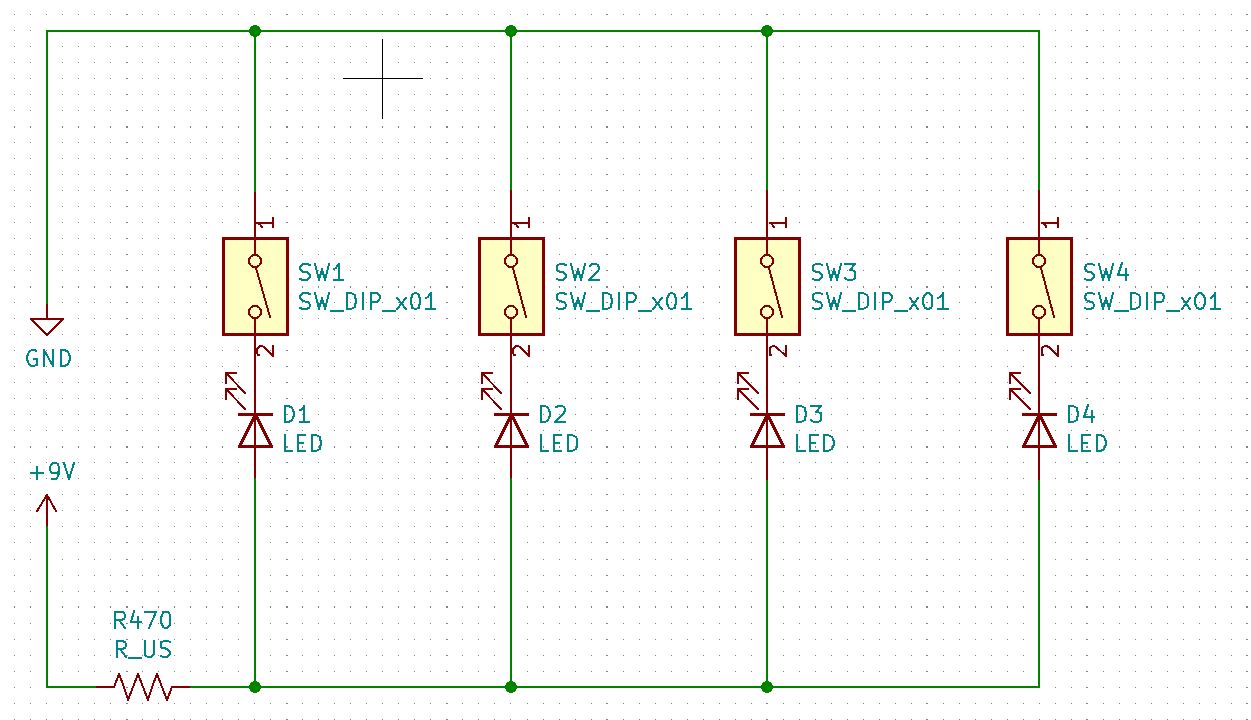 1
1
1
1
SW1
SW_DIP_x01
SW2
SW_DIP_x01
SW3
SW_DIP_x01
SW4
SW_DIP_x01
GND
2
2
2
2
D1
LED
D2
LED
D3
LED
D4
LED
+9V
R470
R_US